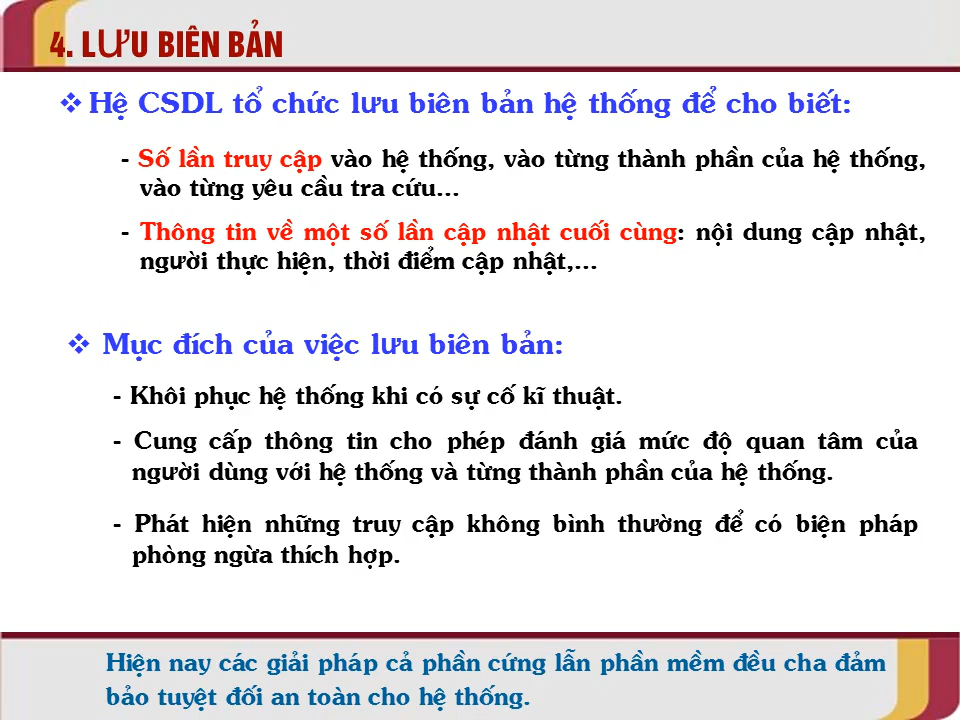 4. LƯU BIÊN BẢN
❖ Hệ CSDL tổ chức lưu biên bản hệ thống để cho biết:
- Số lần truy cập vào hệ thống, vào từng thành phần của hệ thống,
vào từng yêu cầu tra cứu...
- Thông tin về một số lần cập nhật cuối cùng: nội dung cập nhật,
người thực hiện, thời điểm cập nhật,...
❖ Mục đích của việc lưu biên bản:
- Khôi phục hệ thống khi có sự cố kĩ thuật.
- Cung cấp thông tin cho phép đánh giá mức độ quan tâm của
người dùng với hệ thống và từng thành phần của hệ thống.
- Phát hiện những truy cập không bình thường để có biện pháp
phòng ngừa thích hợp.
Hiện nay các giải pháp cả phần cứng lẫn phần mềm đều cha đảm
bảo tuyệt đối an toàn cho hệ thống.